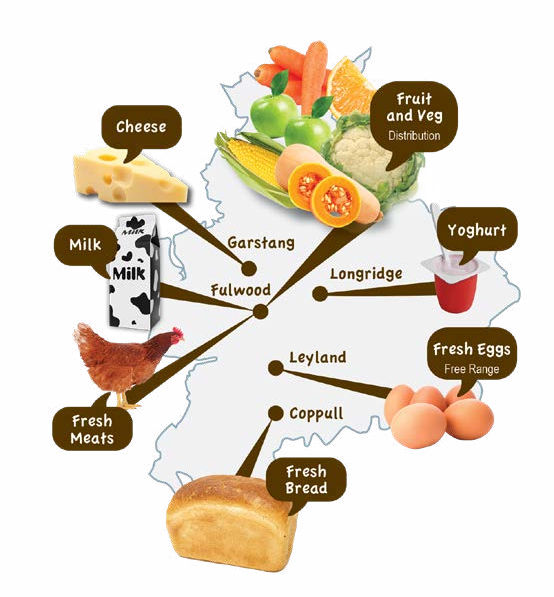 Fruit
and Veg
Distribution
Cheese
Milk
Milk
Milk
Yoghurt
Garstang
Longridge
Fulwood
Leyland
Fresh Eggs
Free Range
Fresh
Meats
Coppull
Fresh
Bread